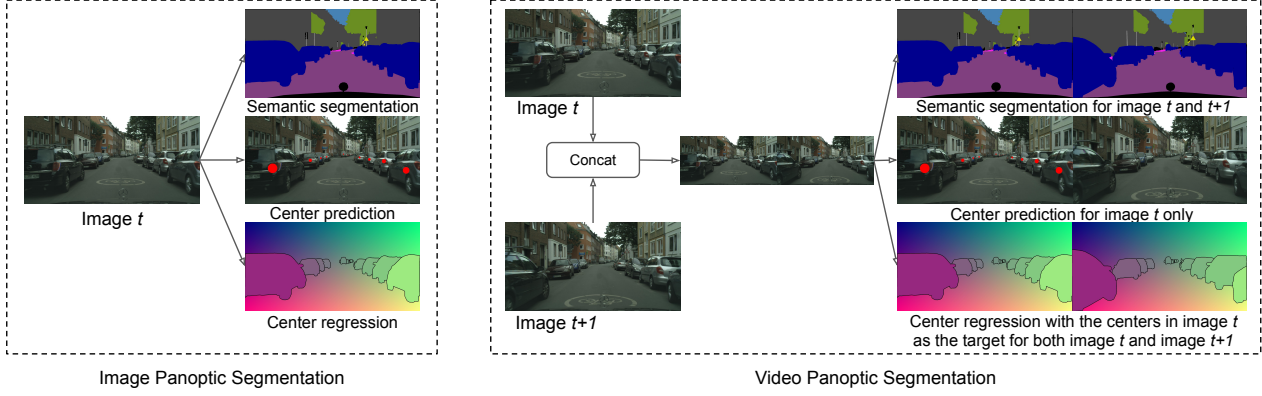 Semantic segmentation
Image t
Center prediction
Center regression
Image Panoptic Segmentation
Image t
Concat
Image t+1
Semantic segmentation for image t and t+1
Center prediction for image t only
Center regression with the centers in image t
as the target for both image t and image t+1
Video Panoptic Segmentation